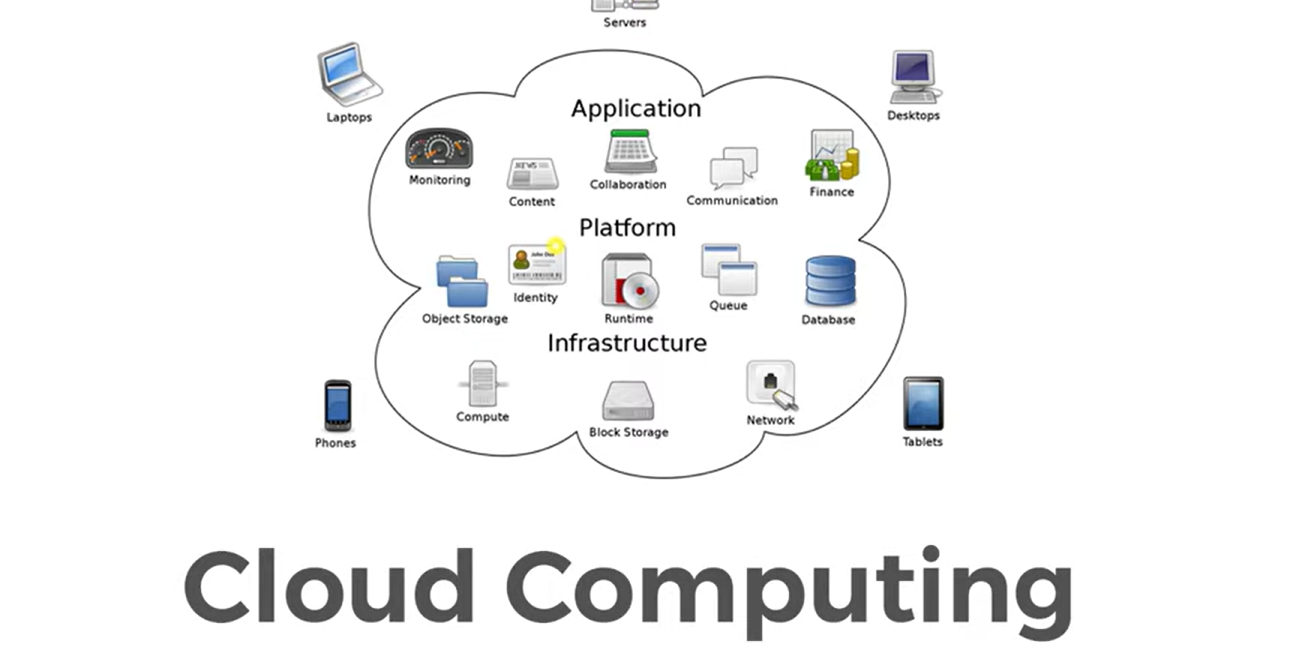 Servers
Laptops
Desktops
Application
Monitoring
Content
Collaboration
Communication
Finance
Platform
Object Storage
Identity
Runtime
Queue
Database
Infrastructure
Compute
Block Storage
Network
Phones
Tablets
Cloud Computing
NEWS
John Doe